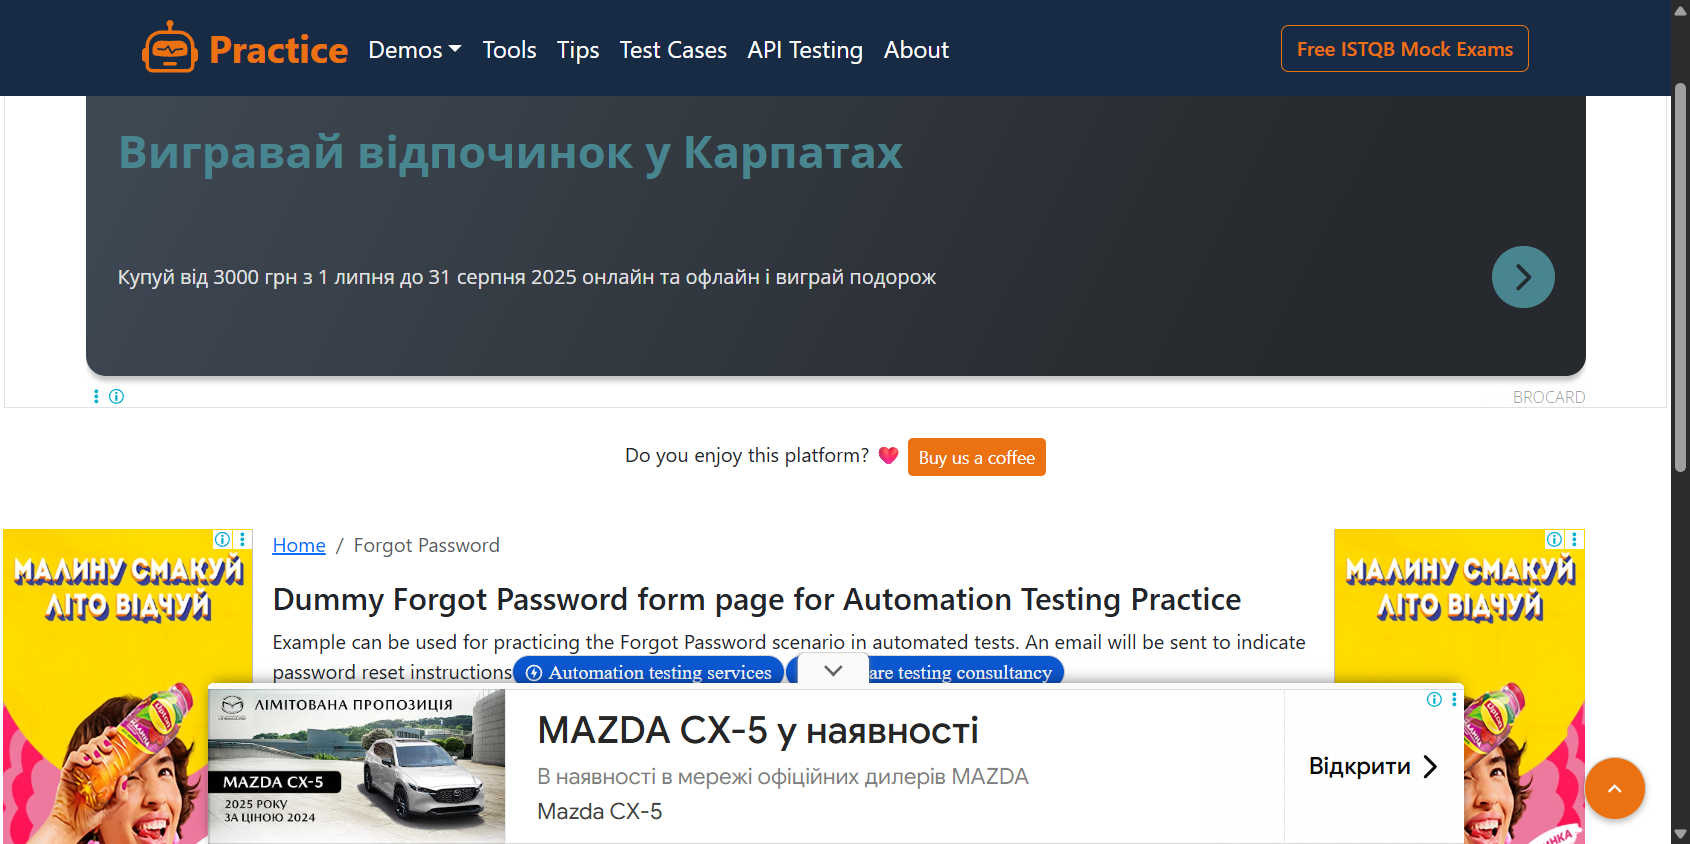 Practice
Demos
Tools
Tips
Test Cases
API Testing
About
Free ISTQB Mock Exams
Вигравай відпочинок у Карпатах
Купуй від 3000 грн з 1 липня до 31 серпня 2025 онлайн та офлайн і виграй подорож
BROCARD
Do you enjoy this platform?
Buy us a coffee
МАЛИНУ СМАКУЙ
ЛІТО ВІДЧУЙ
Lipton
Home / Forgot Password
Dummy Forgot Password form page for Automation Testing Practice
Example can be used for practicing the Forgot Password scenario in automated tests. An email will be sent to indicate
password reset instructions
Automation testing services
are testing consultancy
МАЛИНУ СМАКУЙ
ЛІТО ВІДЧУЙ
Lipton
ЛІМІТОВАНА ПРОПОЗИЦІЯ
MAZDA CX-5
2025 РОКУ
ЗА ЦІНОЮ 2024
MAZDA CX-5 у наявності
В наявності в мережі офіційних дилерів MAZDA
Mazda CX-5
Відкрити